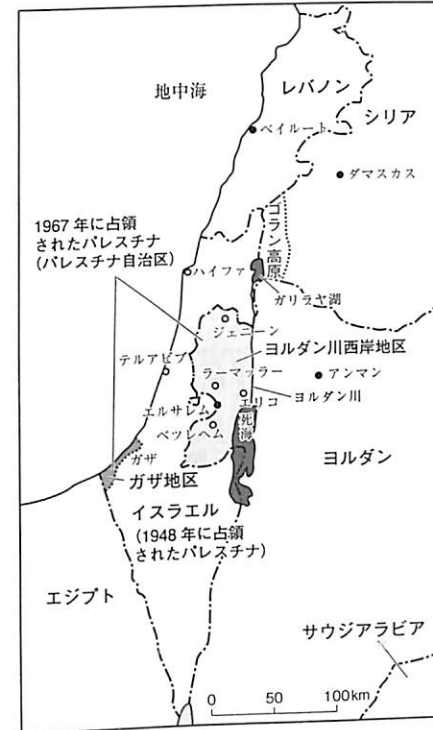 地中海
レバノン
シリア
ベイルート
ダマスカス
1967年に占領
されたパレスチナ
(パレスチナ自治区)
ゴラン高原
ハイファ
ガリラヤ湖
ジェニーン
ヨルダン川西岸地区
テルアビブ
ラーマッラー
アンマン
エリコ
ヨルダン川
エルサレム
死海
ベツレヘム
ヨルダン
ガザ
ガザ地区
イスラエル
(1948年に占領
されたパレスチナ)
エジプト
サウジアラビア
0 50 100km